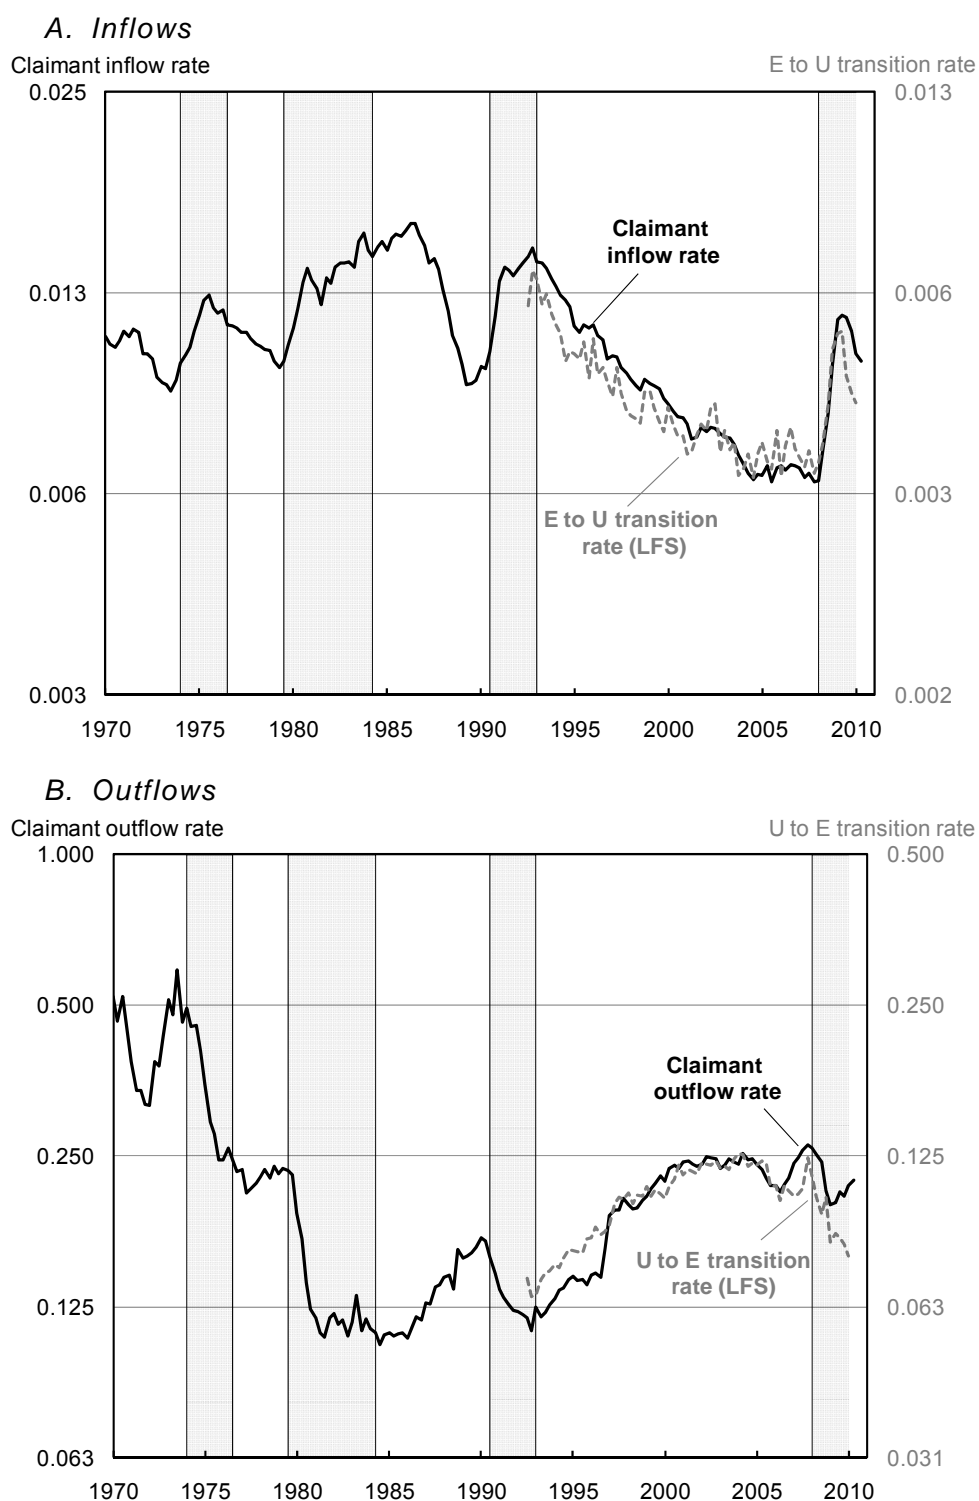 A. Inflows
Claimant inflow rate
E to U transition rate
0.025
0.013
Claimant
inflow rate
0.013
0.006
0.006
0.003
E to U transition
rate (LFS)
0.003
0.002
1970 1975 1980 1985 1990 1995 2000 2005 2010
B. Outflows
Claimant outflow rate
U to E transition rate
1.000
0.500
0.500
0.250
Claimant
outflow rate
0.250
0.125
U to E transition
rate (LFS)
0.125
0.063
0.063
0.031
1970 1975 1980 1985 1990 1995 2000 2005 2010